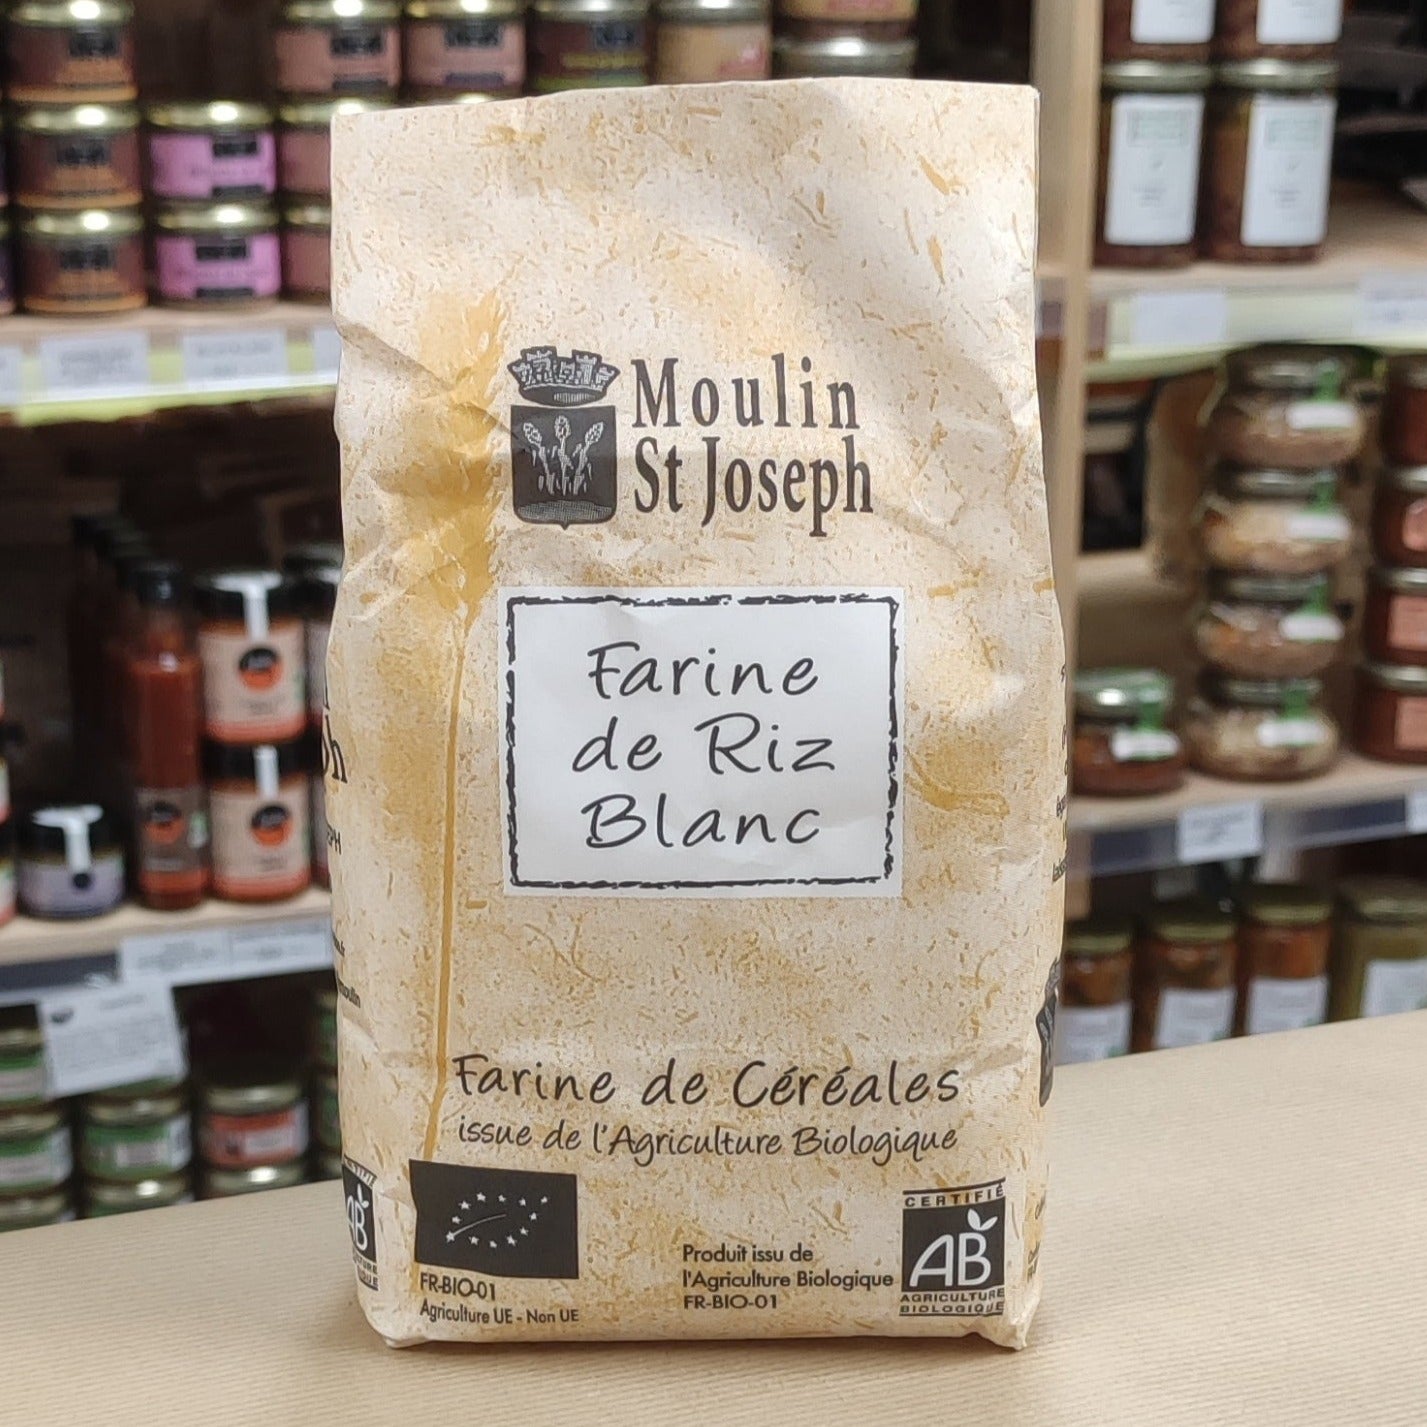 Moulin
St Joseph
Farine
de Riz
Blanc
Farine de Céréales
issue de l'Agriculture Biologique
FR-BIO-01
Agriculture UE - Non UE
Produit issu de
l'Agriculture Biologique
FR-BIO-01
CERTIFIÉ
AB
AGRICULTURE
BIOLOGIQUE
AB